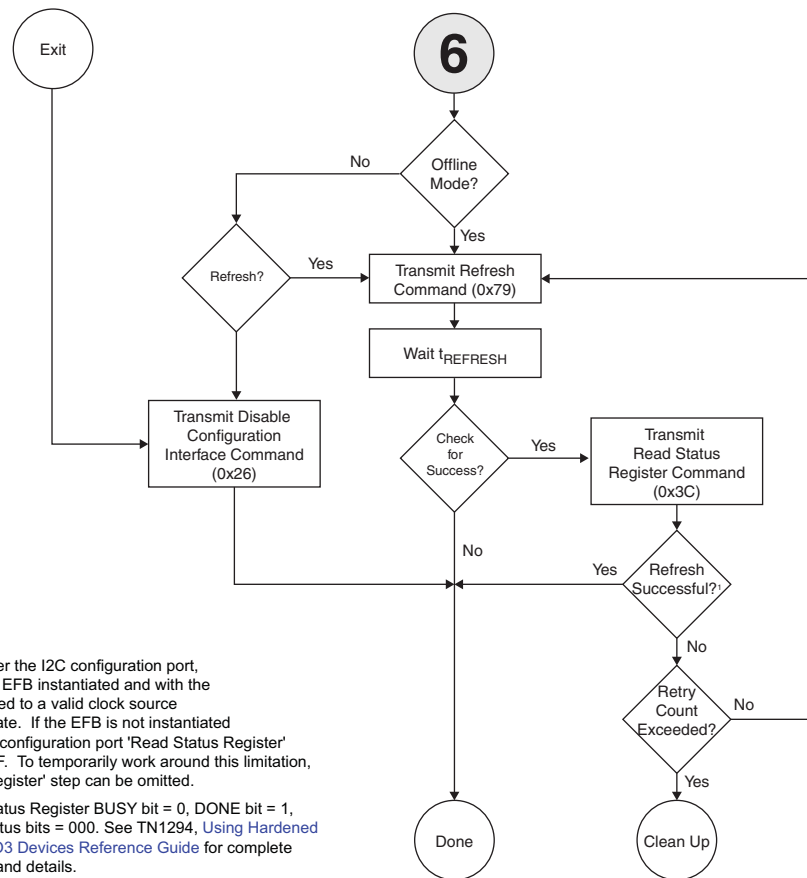 Exit
6
No
Offline
Mode?
Yes
Refresh?
Yes
Transmit Refresh
Command (0x79)
Wait tREFRESH
Transmit Disable
Configuration
Interface Command
(0x26)
Check
for
Success?
Yes
Transmit
Read Status
Register Command
(0x3C)
No
Yes
Refresh
Successful?1
No
Retry
Count
Exceeded?
No
Yes
Done
Clean Up
er the I2C configuration port,
EFB instantiated and with the
ed to a valid clock source
ate. If the EFB is not instantiated
configuration port 'Read Status Register'
F. To temporarily work around this limitation,
egister' step can be omitted.
atus Register BUSY bit = 0, DONE bit = 1,
tus bits = 000. See TN1294, Using Hardened
O3 Devices Reference Guide for complete
and details.